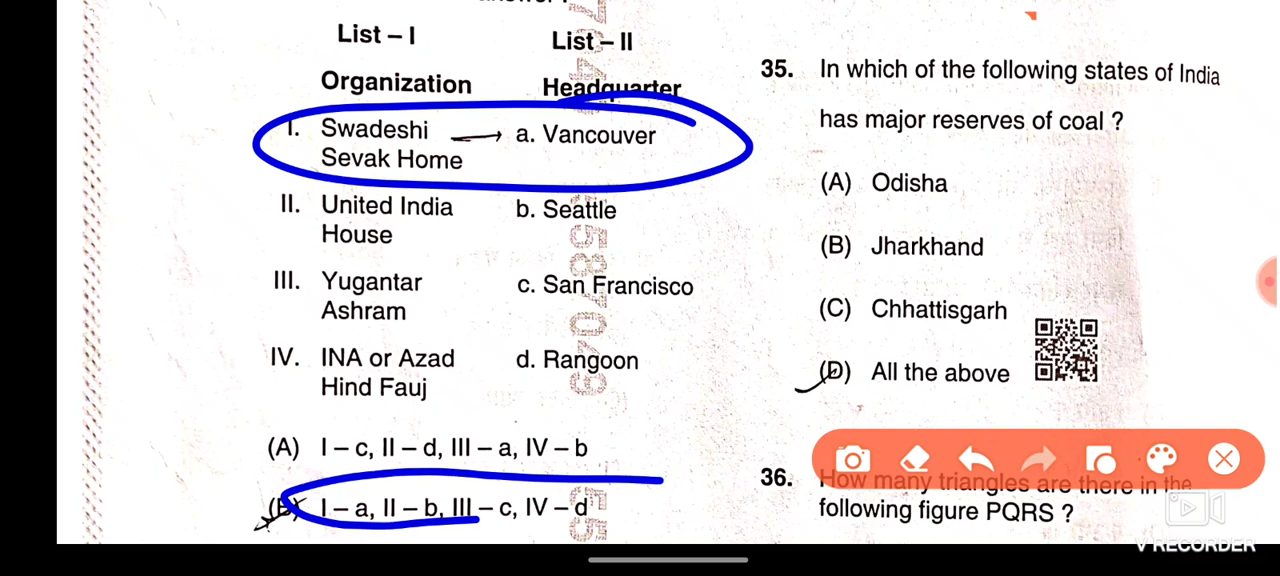 List – I List – II
Organization Headquarter
I. Swadeshi a. Vancouver
Sevak Home
II. United India b. Seattle
House
III. Yugantar c. San Francisco
Ashram
IV. INA or Azad d. Rangoon
Hind Fauj
(A) I – c, II – d, III – a, IV – b
(B) I – a, II – b, III – c, IV – d
35. In which of the following states of India
has major reserves of coal ?
(A) Odisha
(B) Jharkhand
(C) Chhattisgarh
(D) All the above
36. How many triangles are there in the
following figure PQRS ?
V RECORDER